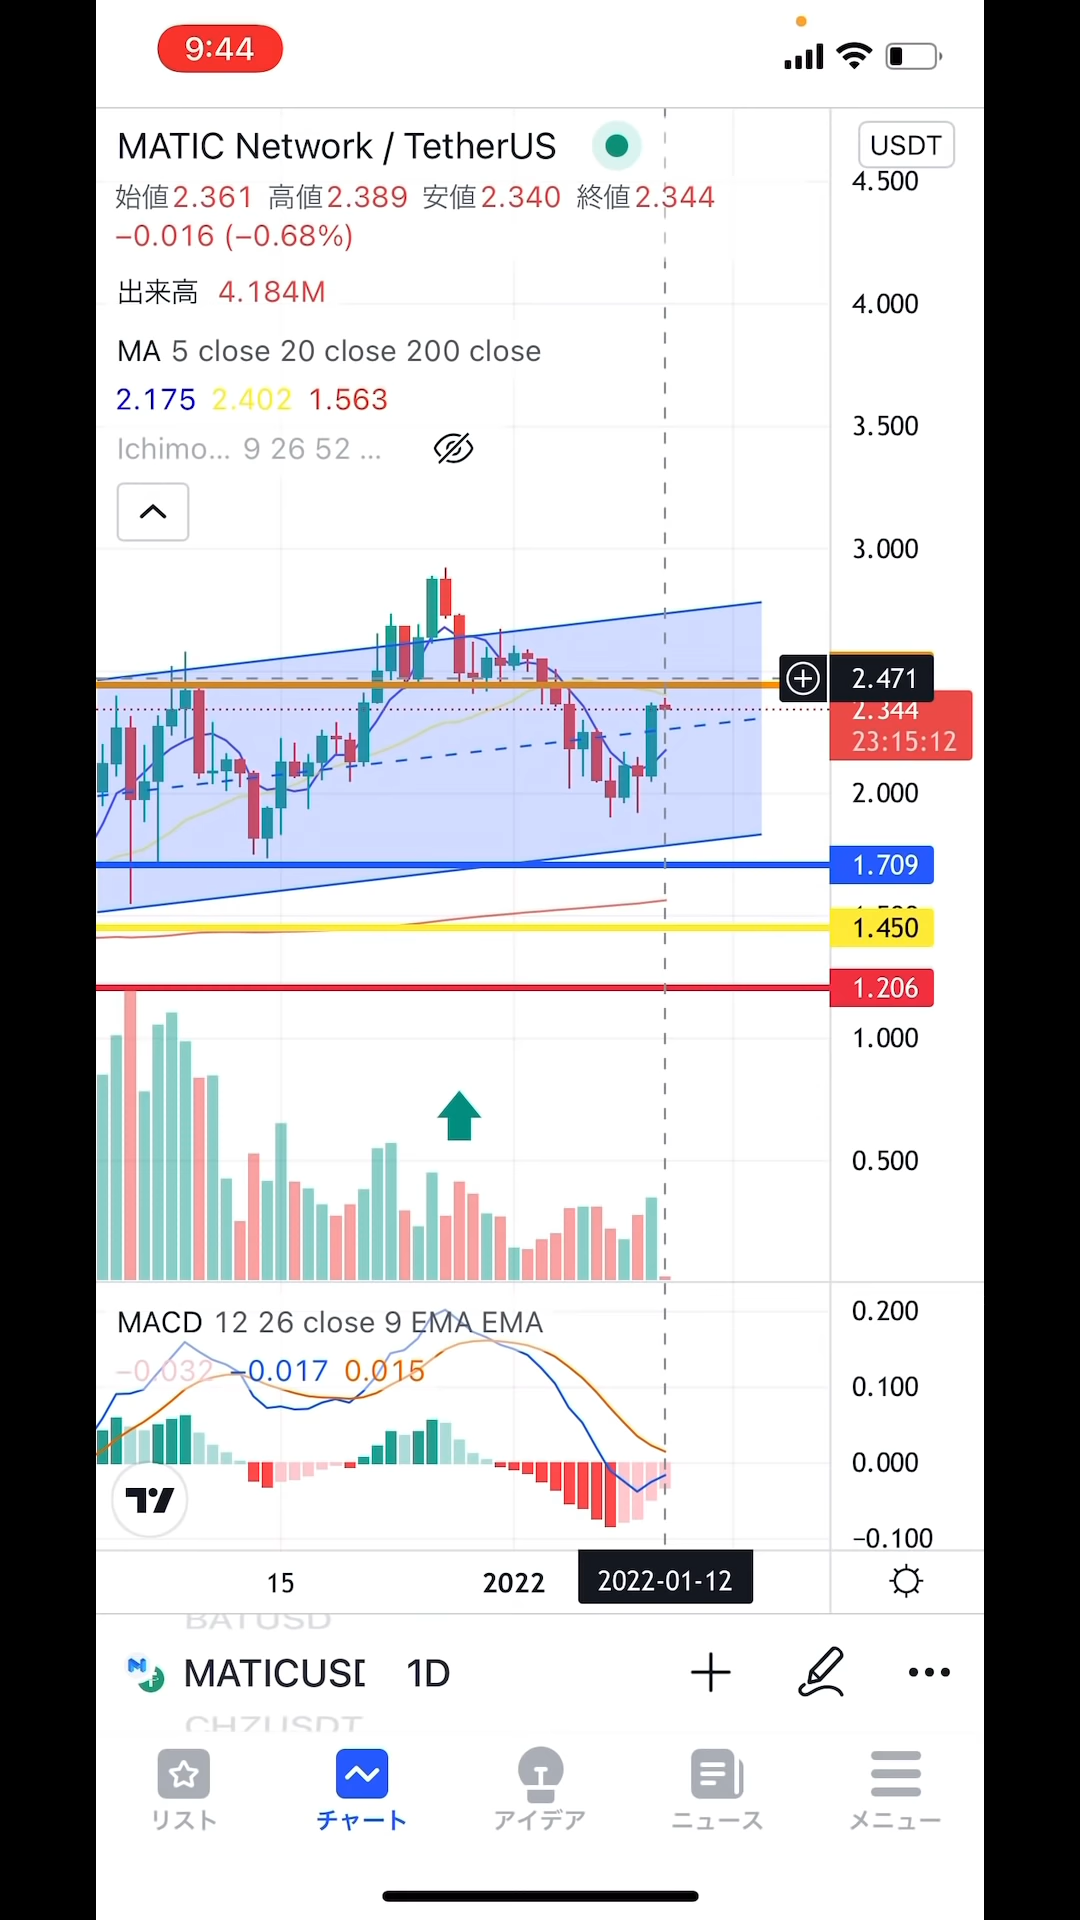 9:44
MATIC Network / TetherUS
USDT
始値2.361 高値2.389 安値2.340 終値2.344
−0.016 (−0.68%)
出来高 4.184M
MA 5 close 20 close 200 close
2.175 2.402 1.563
Ichimo... 9 26 52 ...
4.500
4.000
3.500
3.000
2.471
2.344
23:15:12
2.000
1.709
1.450
1.206
1.000
0.500
MACD 12 26 close 9 EMA EMA
−0.032 −0.017 0.015
0.200
0.100
0.000
−0.100
15 2022 2022-01-12
BATUSD
MATICUSD 1D
CHZUSDT
リスト チャート アイデア ニュース メニュー